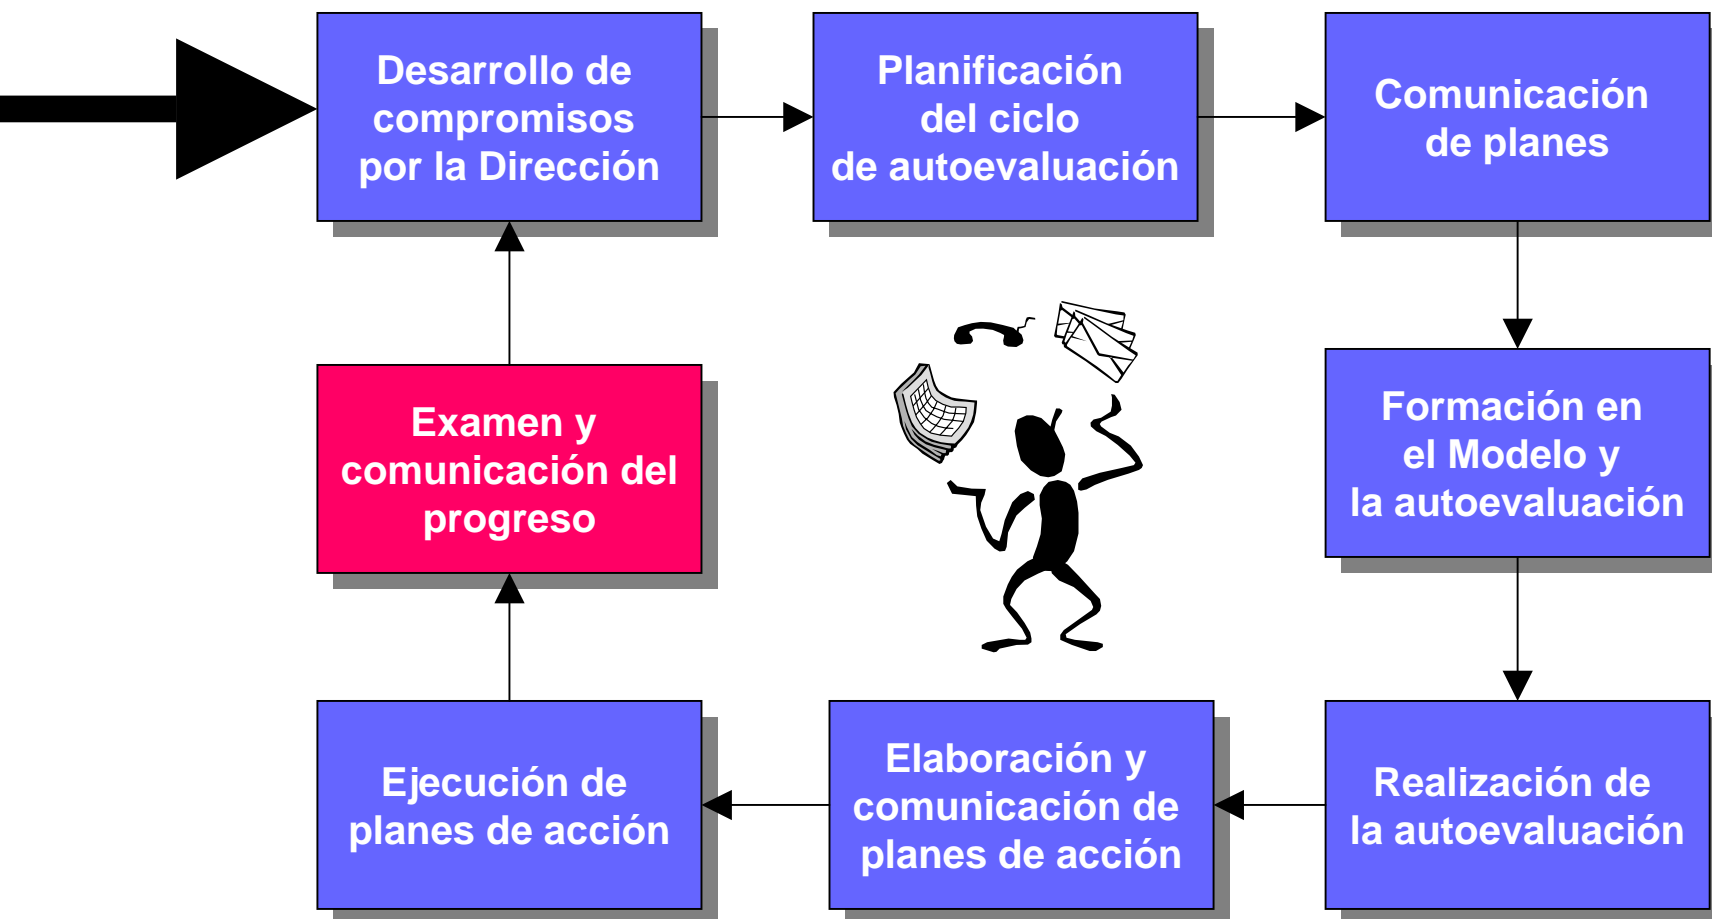 Desarrollo de
compromisos
por la Dirección
Planificación
del ciclo
de autoevaluación
Comunicación
de planes
Examen y
comunicación del
progreso
Formación en
el Modelo y
la autoevaluación
Ejecución de
planes de acción
Elaboración y
comunicación de
planes de acción
Realización de
la autoevaluación